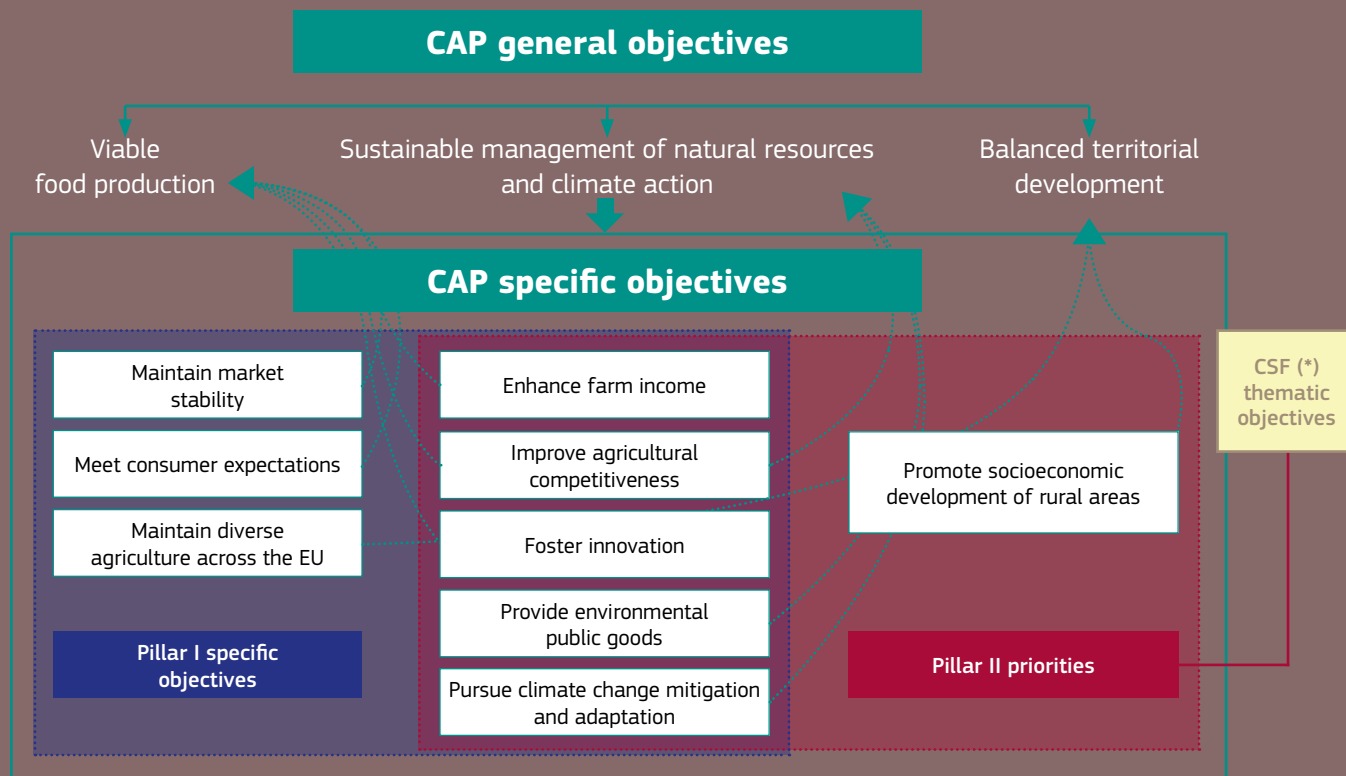 CAP general objectives
Viable
food production
Sustainable management of natural resources
and climate action
Balanced territorial
development
CAP specific objectives
Maintain market
stability
Meet consumer expectations
Maintain diverse
agriculture across the EU
Pillar I specific
objectives
Enhance farm income
Improve agricultural
competitiveness
Foster innovation
Provide environmental
public goods
Pursue climate change mitigation
and adaptation
Promote socioeconomic
development of rural areas
Pillar II priorities
CSF (*)
thematic
objectives